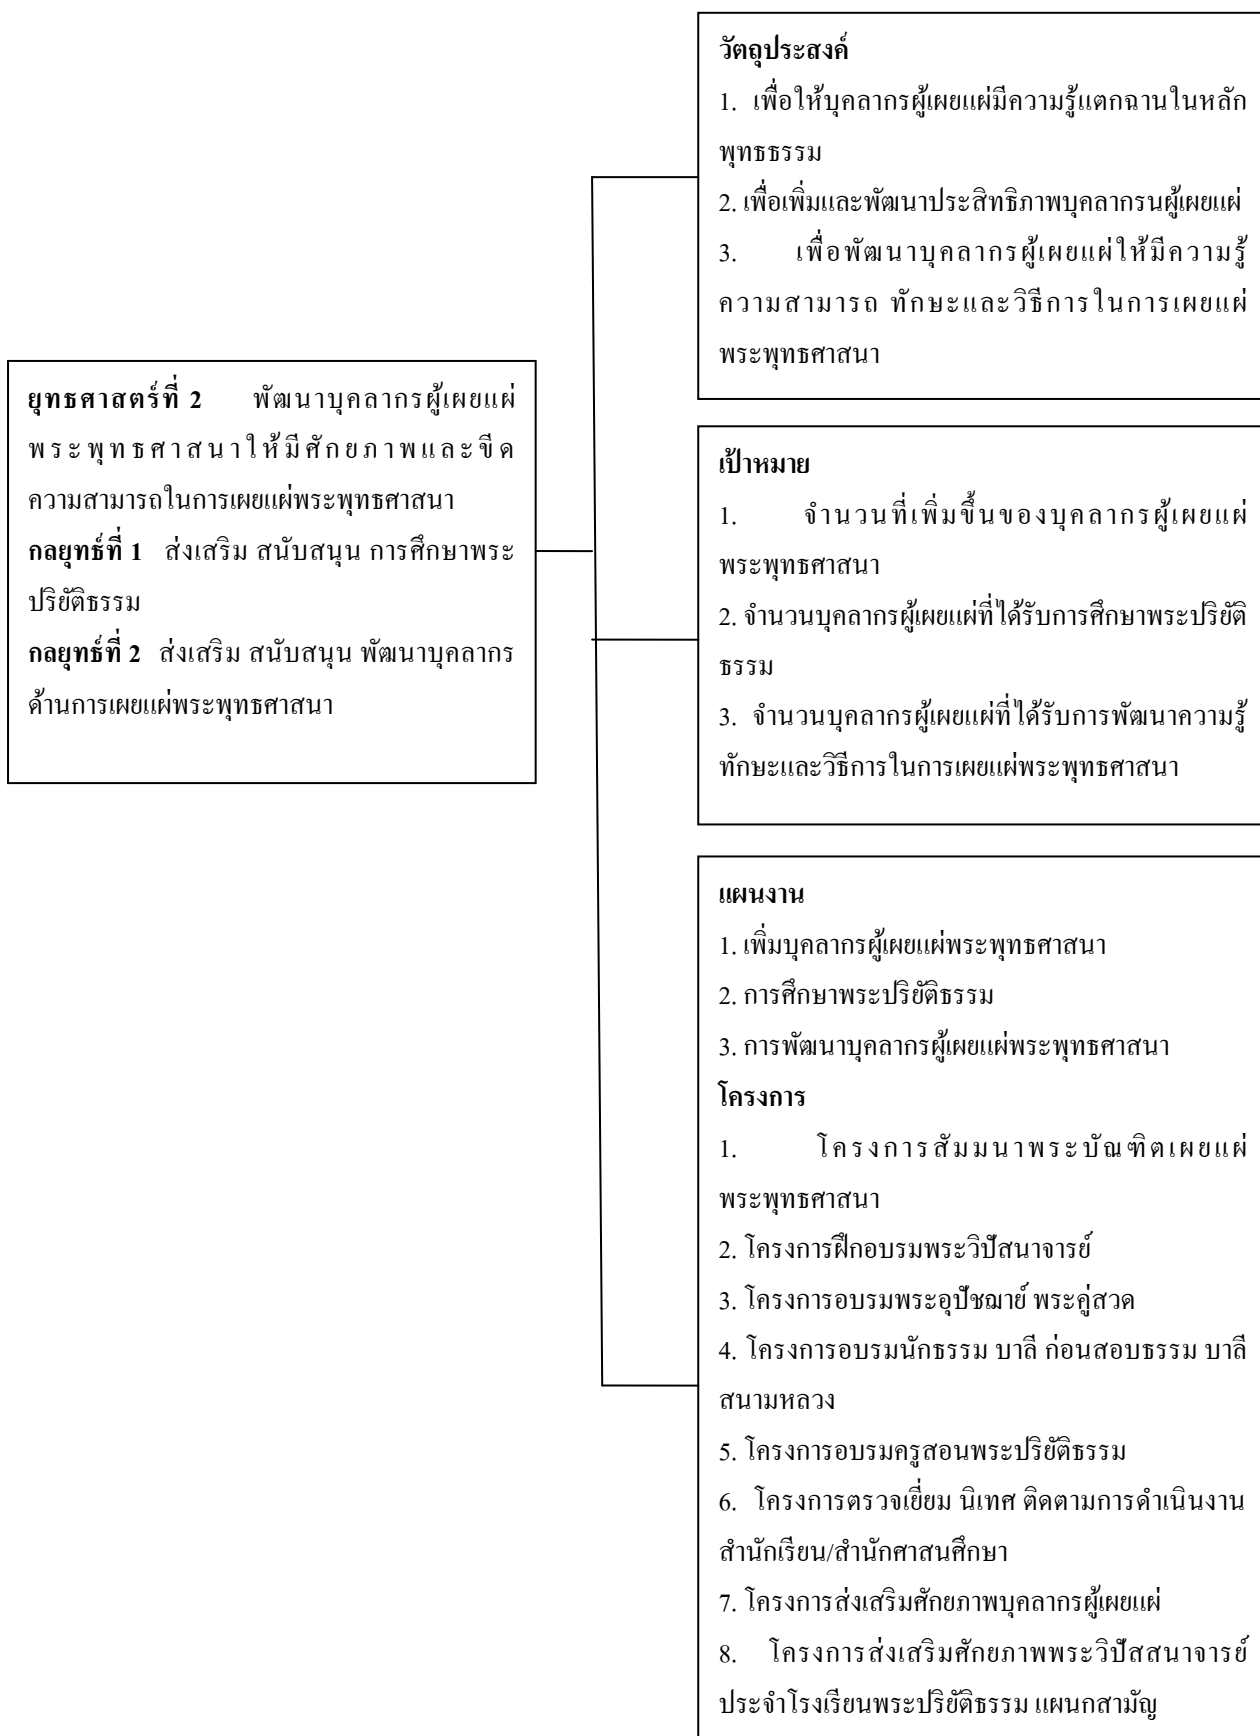 ยุทธศาสตร์ที่ 2 พัฒนาบุคลากรผู้เผยแผ่
พระพุทธศาสนาให้มีศักยภาพและขีด
ความสามารถในการเผยแผ่พระพุทธศาสนา
กลยุทธ์ที่ 1 ส่งเสริม สนับสนุน การศึกษาพระ
ปริยัติธรรม
กลยุทธ์ที่ 2 ส่งเสริม สนับสนุน พัฒนาบุคลากร
ด้านการเผยแผ่พระพุทธศาสนา
วัตถุประสงค์
1. เพื่อให้บุคลากรผู้เผยแผ่มีความรู้แตกฉานในหลัก
พุทธธรรม
2. เพื่อเพิ่มและพัฒนาประสิทธิภาพบุคลากรนผู้เผยแผ่
3. เพื่อพัฒนาบุคลากรผู้เผยแผ่ให้มีความรู้
ความสามารถ ทักษะและวิธีการในการเผยแผ่
พระพุทธศาสนา
เป้าหมาย
1. จำนวนที่เพิ่มขึ้นของบุคลากรผู้เผยแผ่
พระพุทธศาสนา
2. จำนวนบุคลากรผู้เผยแผ่ที่ได้รับการศึกษาพระปริยัติ
ธรรม
3. จำนวนบุคลากรผู้เผยแผ่ที่ได้รับการพัฒนาความรู้
ทักษะและวิธีการในการเผยแผ่พระพุทธศาสนา
แผนงาน
1. เพิ่มบุคลากรผู้เผยแผ่พระพุทธศาสนา
2. การศึกษาพระปริยัติธรรม
3. การพัฒนาบุคลากรผู้เผยแผ่พระพุทธศาสนา
โครงการ
1. โครงการสัมมนาพระบัณฑิตเผยแผ่
พระพุทธศาสนา
2. โครงการฝึกอบรมพระวิปัสนาจารย์
3. โครงการอบรมพระอุปัชฌาย์ พระคู่สวด
4. โครงการอบรมนักธรรม บาลี ก่อนสอบธรรม บาลี
สนามหลวง
5. โครงการอบรมครูสอนพระปริยัติธรรม
6. โครงการตรวจเยี่ยม นิเทศ ติดตามการดำเนินงาน
สำนักเรียน/สำนักศาสนศึกษา
7. โครงการส่งเสริมศักยภาพบุคลากรผู้เผยแผ่
8. โครงการส่งเสริมศักยภาพพระวิปัสสนาจารย์
ประจำโรงเรียนพระปริยัติธรรม แผนกสามัญ